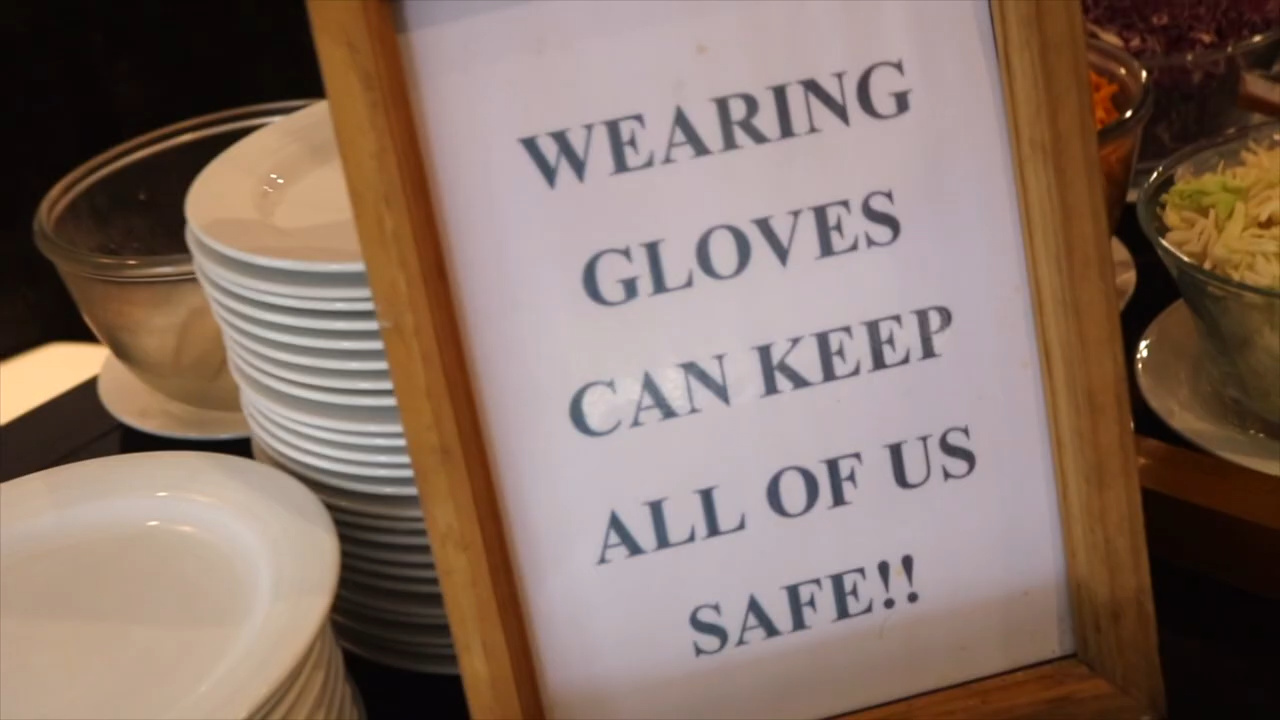 WEARING
GLOVES
CAN KEEP
ALL OF US
SAFE!!